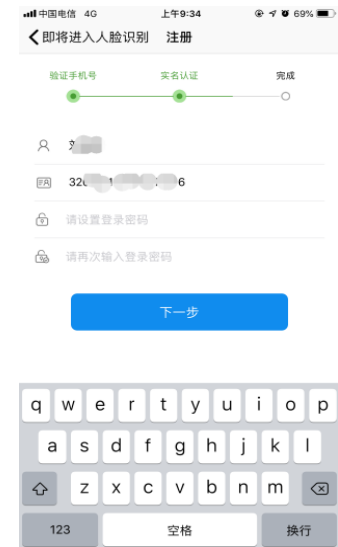 中国电信 4G 上午9:34 69%
即将进入人脸识别 注册
验证手机号 实名认证 完成
请设置登录密码
请再次输入登录密码
下一步
q w e r t y u i o p
a s d f g h j k l
z x c v b n m
123 空格 换行